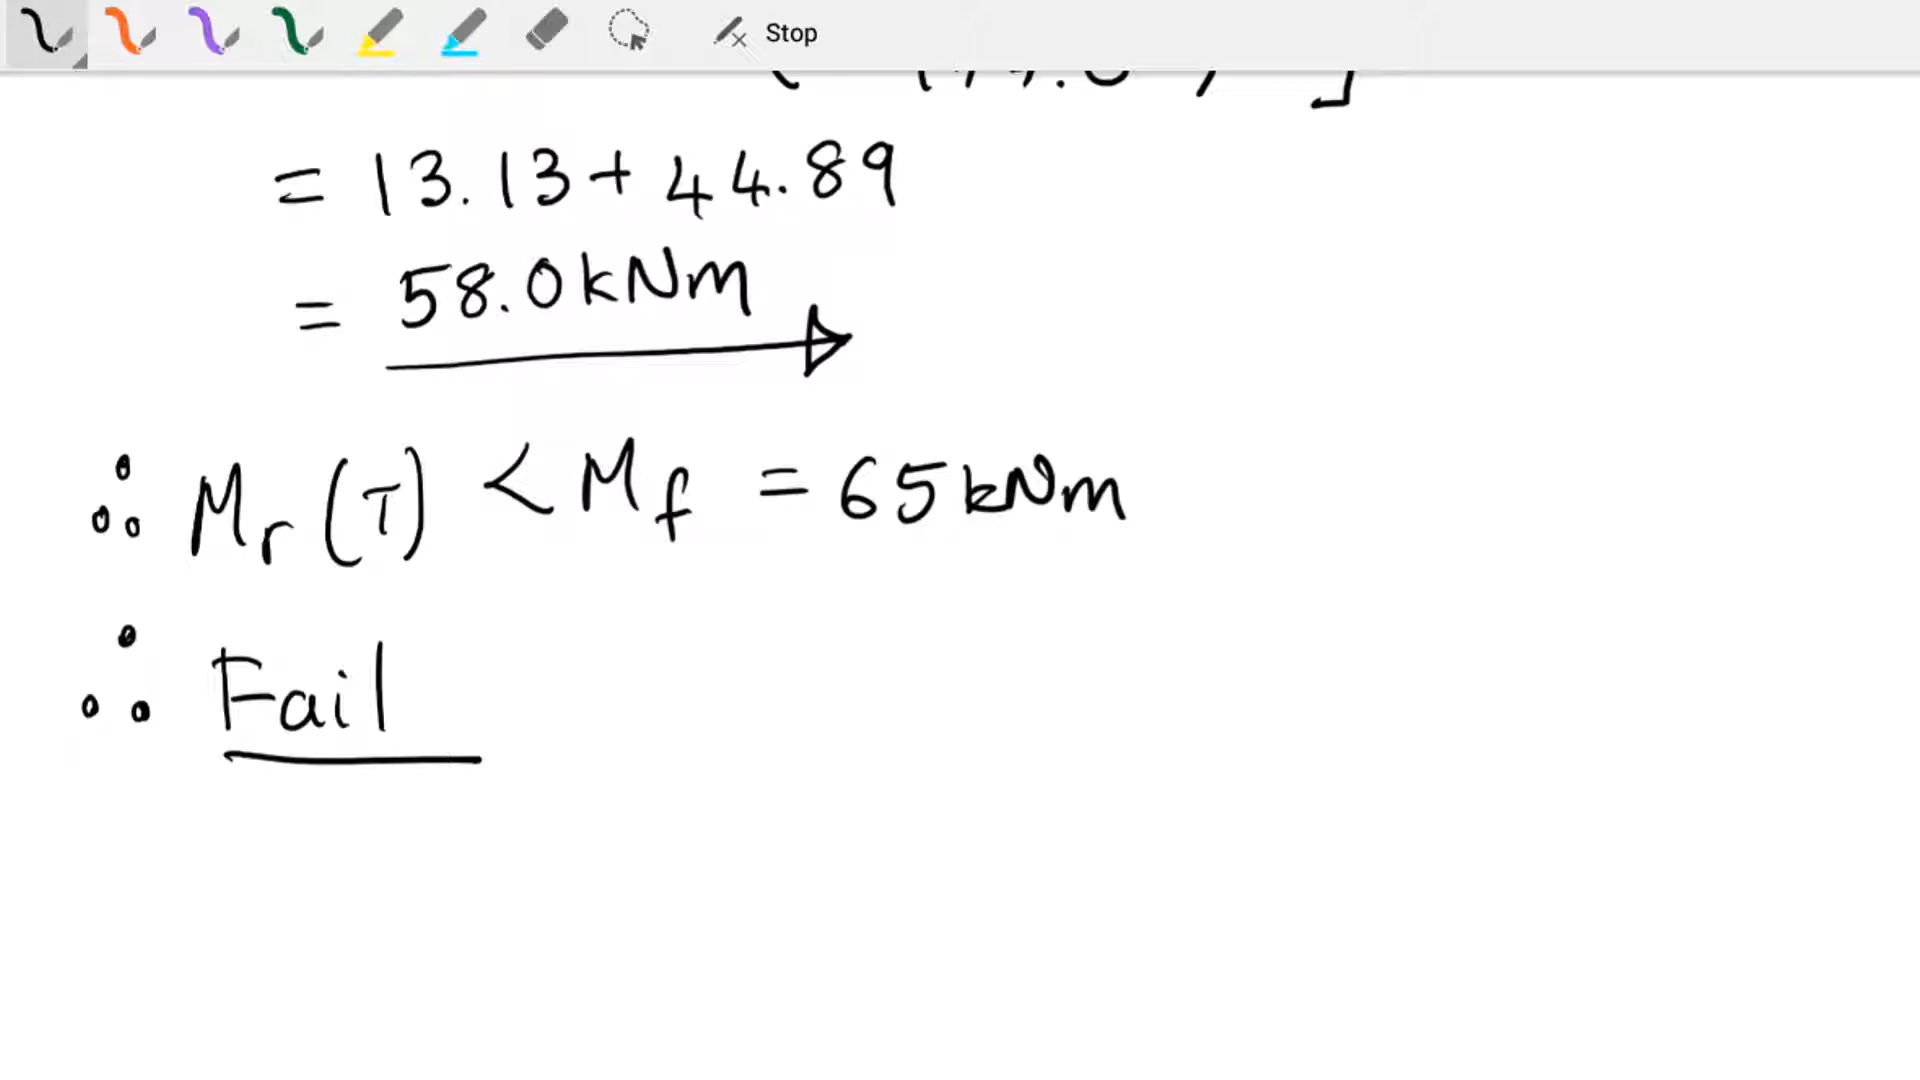 Stop
= 13.13 + 44.89
= 58.0 kNm
∴ Mr (T) < Mf = 65 kNm
∴ Fail